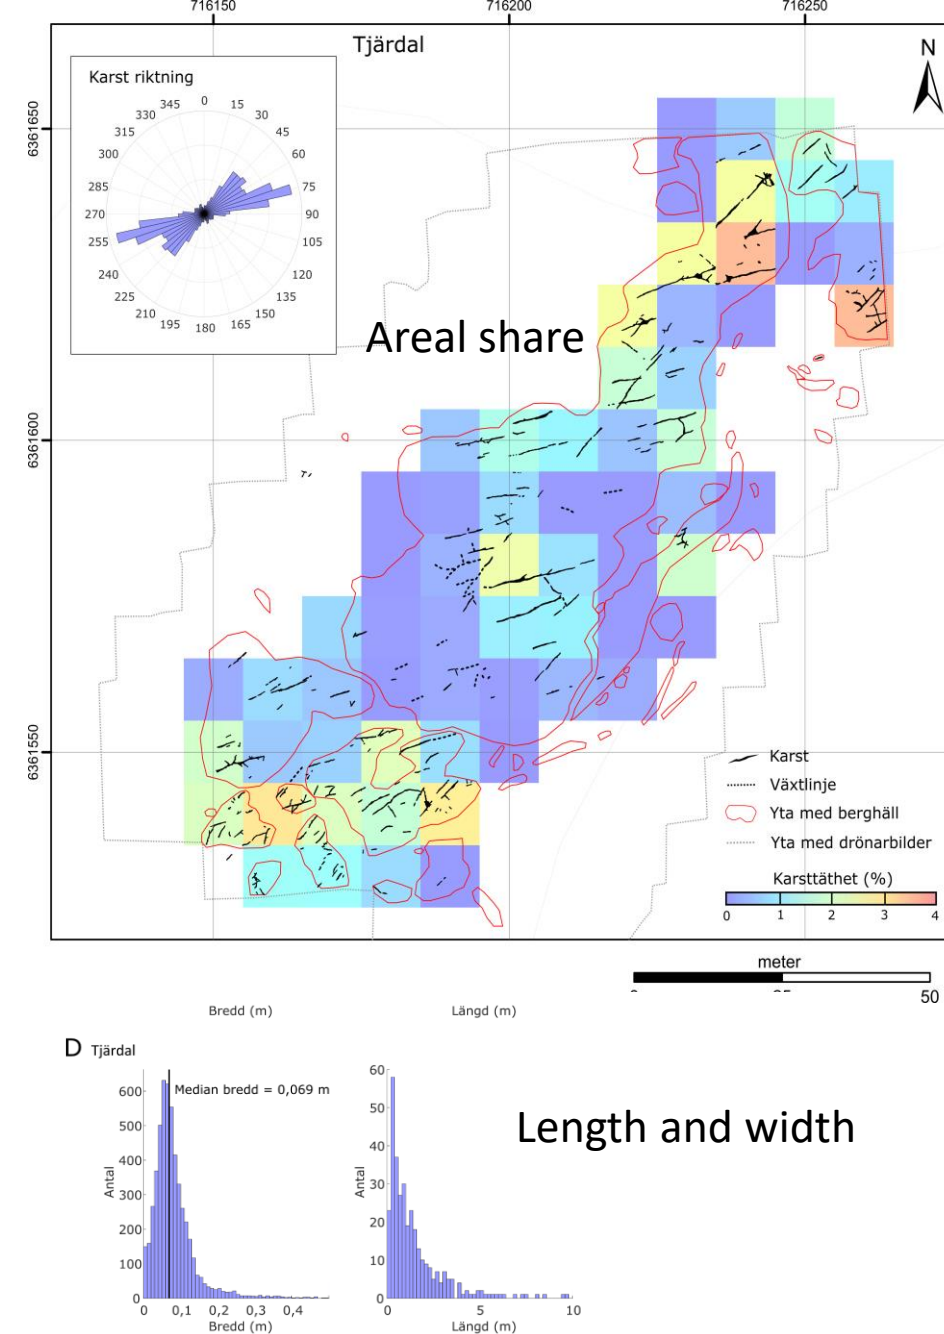 716150 716200 716250
Tjärdal
N
Karst riktning
0
345 15
330 30
315 45
300 60
285 75
270 90
255 105
240 120
225 135
210 150
195 180 165
6361650
6361600
6361550
Areal share
Karst
Växtlinje
Yta med berghäll
Yta med drönarbilder
Karsttäthet (%)
0 1 2 3 4
meter
50
Bredd (m) Längd (m)
D Tjärdal
Median bredd = 0,069 m
Antal
600
500
400
300
200
100
0
0 0,1 0,2 0,3 0,4
Bredd (m)
Antal
60
50
40
30
20
10
0
0 5 10
Längd (m)
Length and width